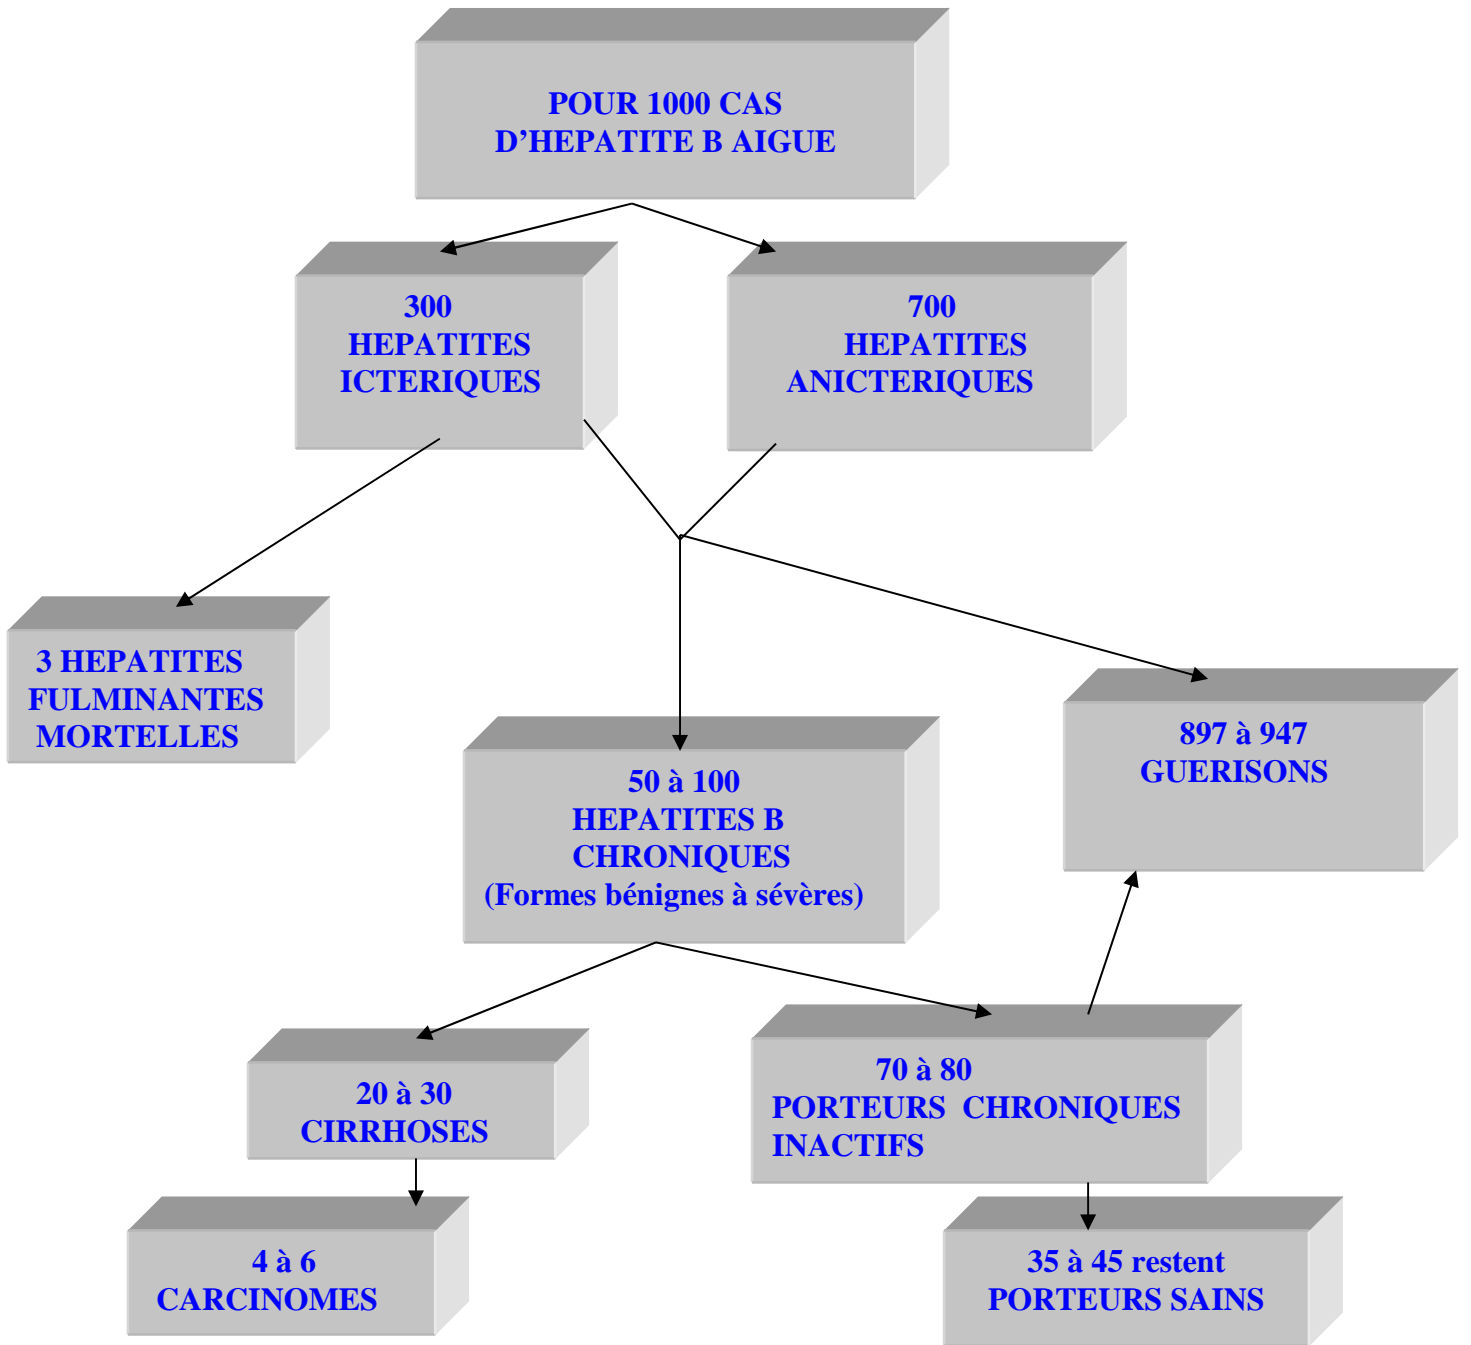 POUR 1000 CAS
D’HEPATITE B AIGUE
300
HEPATITES
ICTERIQUES
700
HEPATITES
ANICTERIQUES
3 HEPATITES
FULMINANTES
MORTELLES
50 à 100
HEPATITES B
CHRONIQUES
(Formes bénignes à sévères)
897 à 947
GUERISONS
20 à 30
CIRRHOSES
70 à 80
PORTEURS CHRONIQUES
INACTIFS
4 à 6
CARCINOMES
35 à 45 restent
PORTEURS SAINS